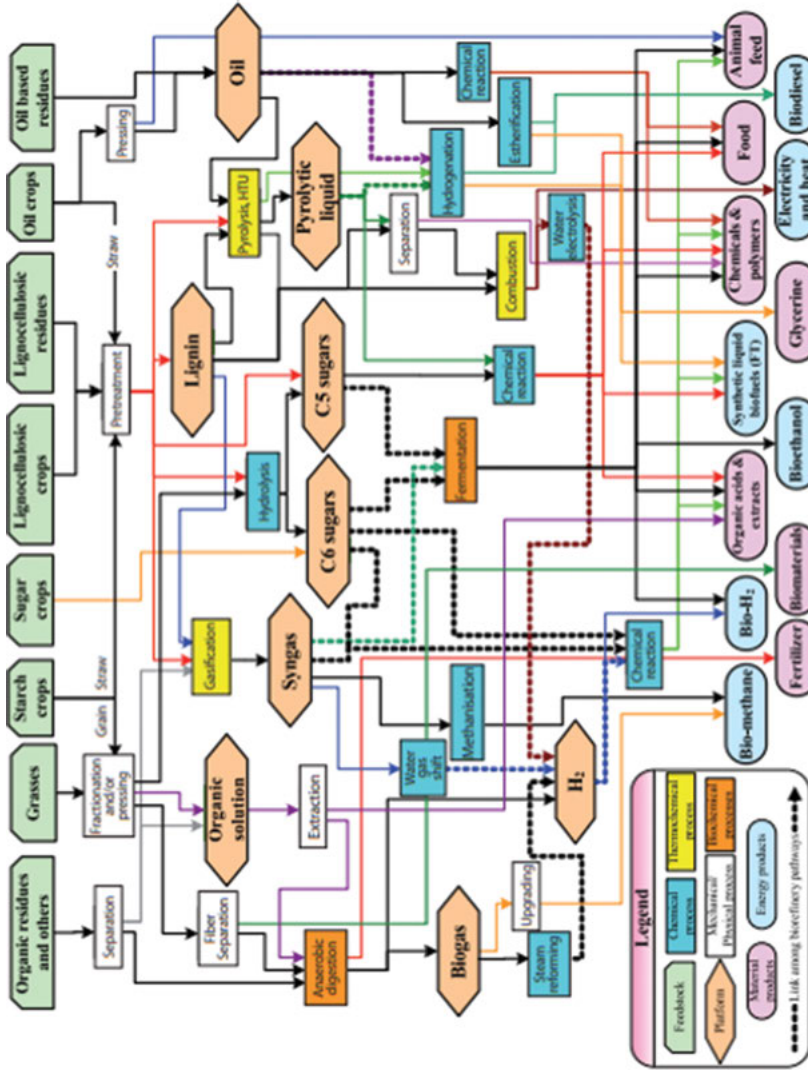 Organic residues
and others
Grasses
Starch
crops
Sugar
crops
Lignocellulosic
crops
Lignocellulosic
residues
Oil crops
Oil based
residues
Grain
Straw
Straw
Separation
Fractionation
and/or
pressing
Pretreatment
Pressing
Fiber
Separation
Organic
solution
Gasification
Hydrolysis
Lignin
Pyrolysis, HTU
Oil
Anaerobic
digestion
Extraction
Syngas
C6 sugars
C5 sugars
Pyrolytic
liquid
Biogas
Water
gas
shift
Methanisation
Fermentation
Separation
Hydrogenation
Chemical
reaction
Estherification
Steam
reforming
Upgrading
H2
Chemical
reaction
Chemical
reaction
Combustion
Water
electrolysis
Bio-methane
Bio-H2
Organic acids &
extracts
Synthetic liquid
biofuels (FT)
Chemicals &
polymers
Food
Animal
feed
Fertilizer
Biomaterials
Bioethanol
Glycerine
Electricity
and heat
Biodiesel
Legend
Feedstock
Chemical
process
Thermochemical
process
Platform
Mechanical/
Physical process
Biochemical
processes
Material
products
Energy products
Link among biorefinery pathways